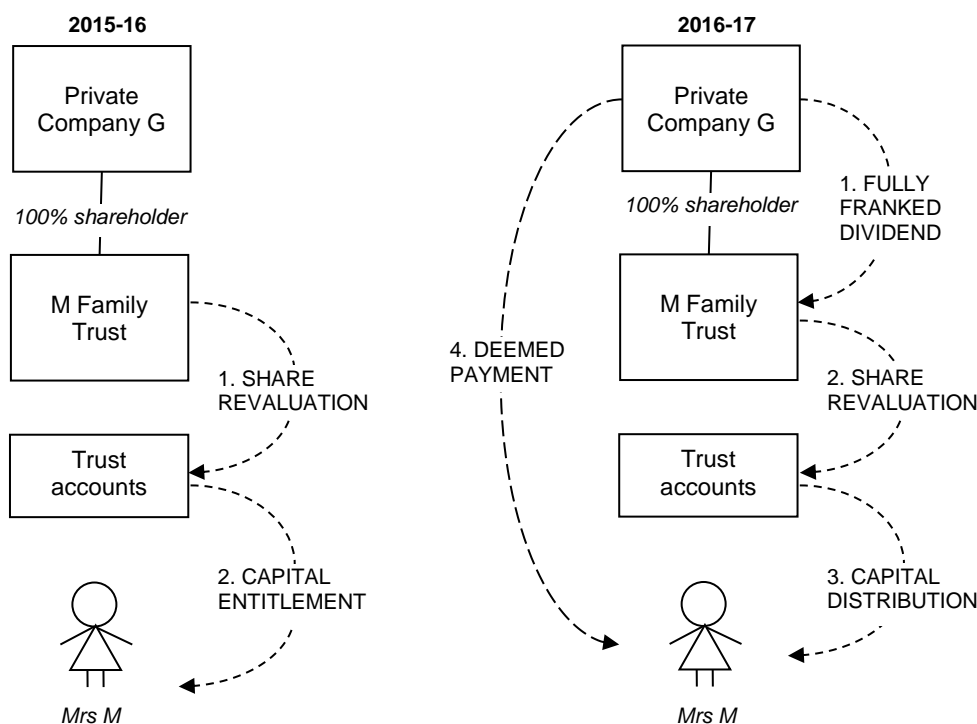 2015-16
Private
Company G
100% shareholder
M Family
Trust
1. SHARE
REVALUATION
Trust
accounts
2. CAPITAL
ENTITLEMENT
Mrs M
2016-17
Private
Company G
1. FULLY
FRANKED
DIVIDEND
100% shareholder
M Family
Trust
4. DEEMED
PAYMENT
2. SHARE
REVALUATION
Trust
accounts
3. CAPITAL
DISTRIBUTION
Mrs M